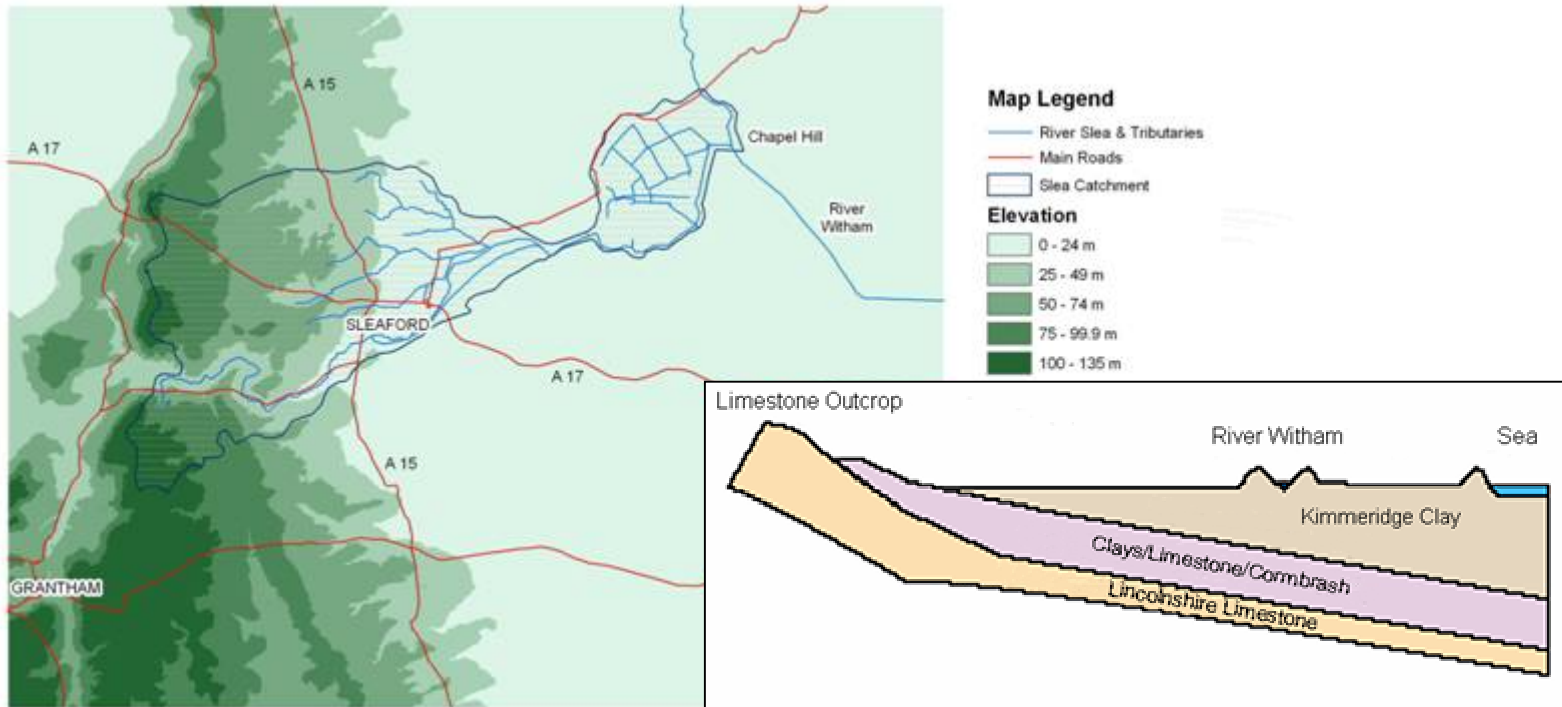 A 15
A 17
Chapel Hill
River
Witham
SLEAFORD
A 17
A 15
GRANTHAM
Map Legend
River Slea & Tributaries
Main Roads
Slea Catchment
Elevation
0 - 24 m
25 - 49 m
50 - 74 m
75 - 99.9 m
100 - 135 m
Limestone Outcrop
River Witham
Sea
Kimmeridge Clay
Clays/Limestone/Cornbrash
Lincolnshire Limestone